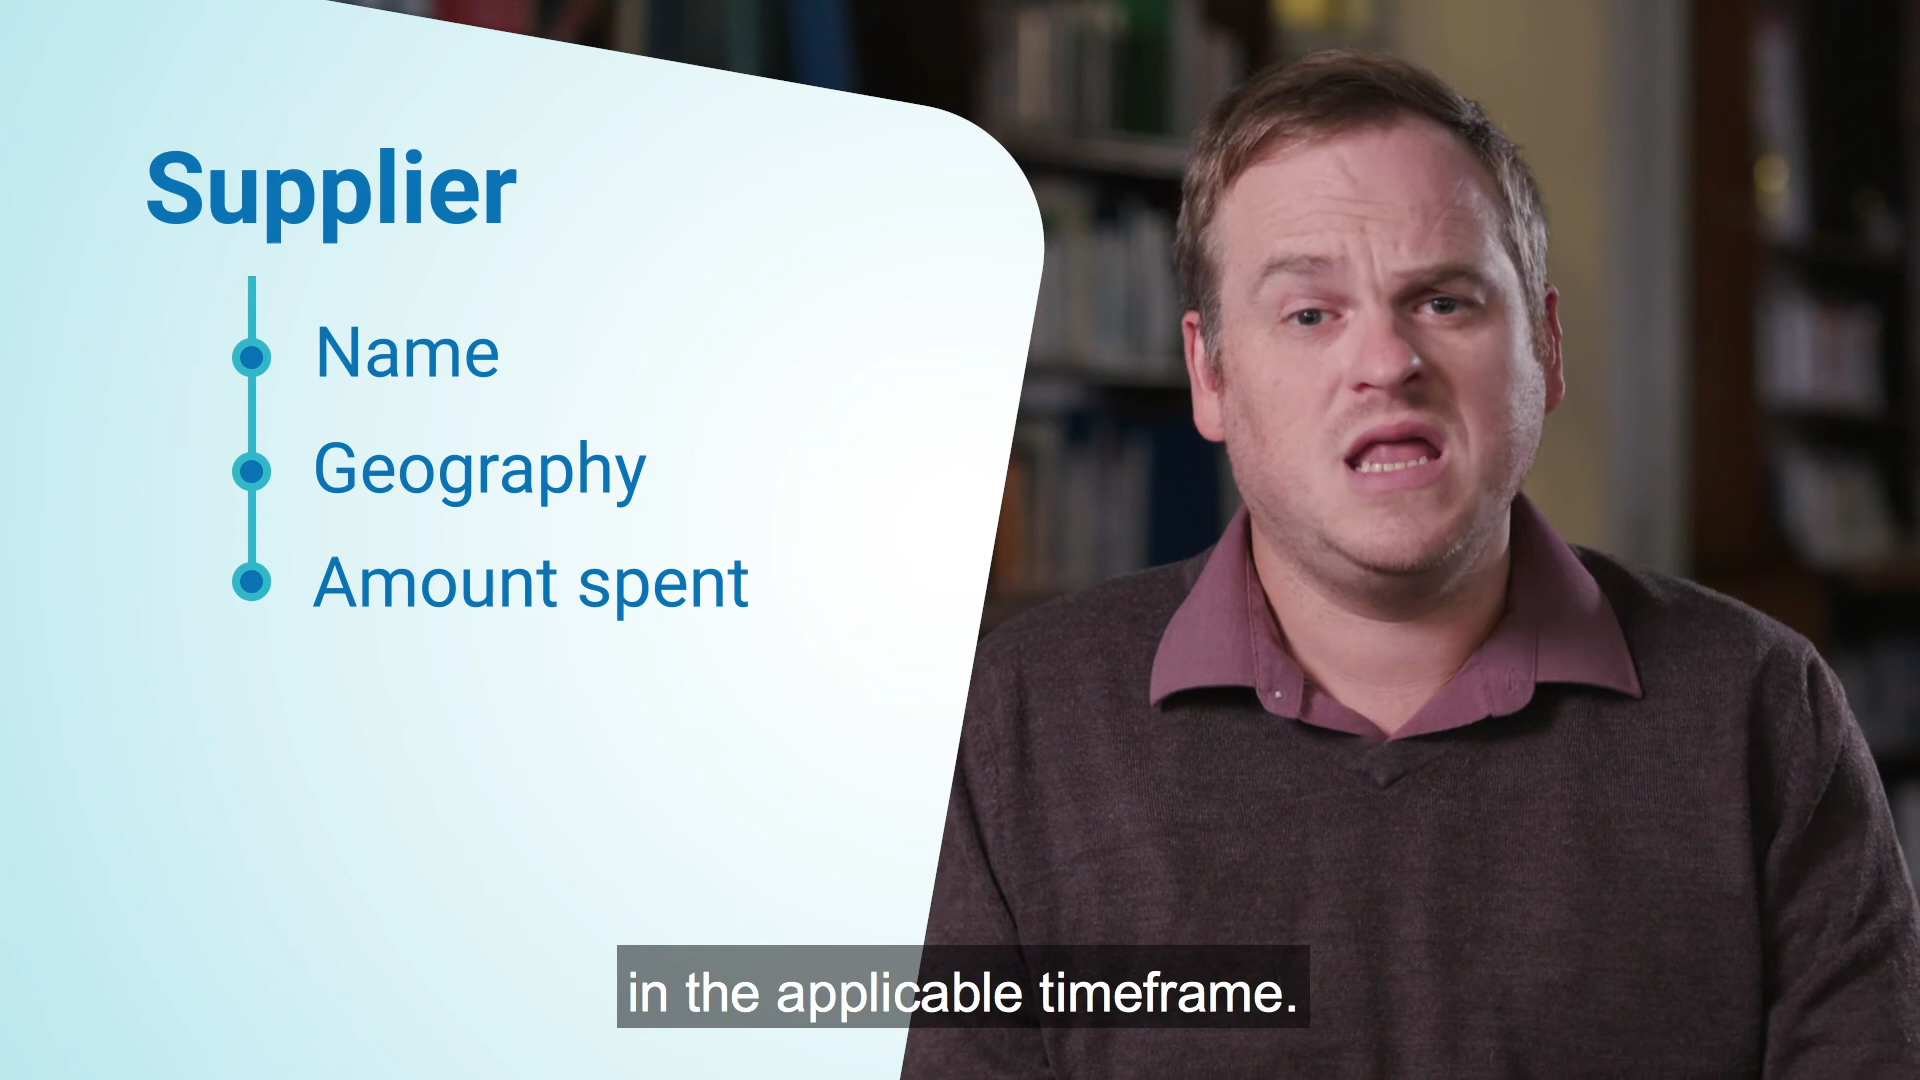 Supplier
Name
Geography
Amount spent
in the applicable timeframe.